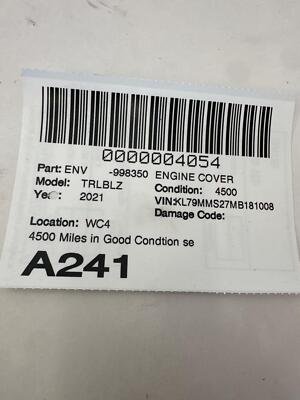 0000004054
Part: ENV -998350 ENGINE COVER
Model: TRLBLZ Condition: 4500
Year: 2021 VIN:KL79MMS27MB181008
Damage Code:
Location: WC4
4500 Miles in Good Condtion se
A241